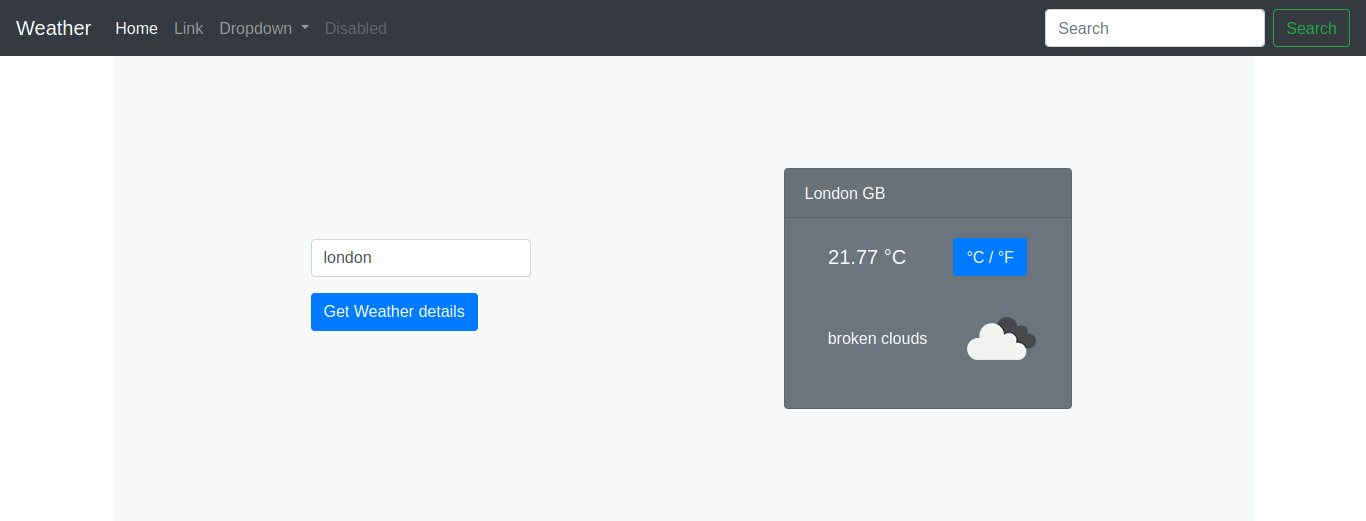 Weather Home Link Dropdown Disabled Search Search
london
Get Weather details
London GB
21.77 °C °C / °F
broken clouds